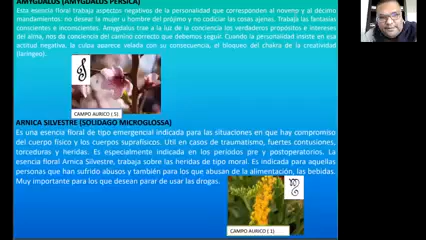 AMYGDALUS (AMYGDALUS PERSICA)
Esta esencia floral trabaja aspectos negativos de la personalidad que corresponden al noveno y al décimo
mandamientos: no desear la mujer u hombre del prójimo y no codiciar las cosas ajenas. Trabaja las fantasías
conscientes e inconscientes. Amygdalus trae a la luz de la conciencia los verdaderos propósitos e intereses
del alma, nos da conciencia del camino correcto que debemos seguir. Cuando la personalidad insiste en esa
actitud negativa, la culpa aparece velada con su consecuencia, el bloqueo del chakra de la creatividad
(laríngeo).
CAMPO AURICO ( 5)
ARNICA SILVESTRE (SOLIDAGO MICROGLOSSA)
Es una esencia floral de tipo emergencial indicada para las situaciones en que hay compromiso
del cuerpo físico y los cuerpos suprafísicos. Util en casos de traumatismo, fuertes contusiones,
torceduras y heridas. Es especialmente indicada en los períodos pre y postoperatorios. La
esencia floral Arnica Silvestre, trabaja sobre las heridas de tipo moral. Es indicada para aquellas
personas que han sufrido abusos y también para los que abusan de la alimentación, las bebidas.
Muy importante para los que desean parar de usar las drogas.
CAMPO AURICO ( 1)